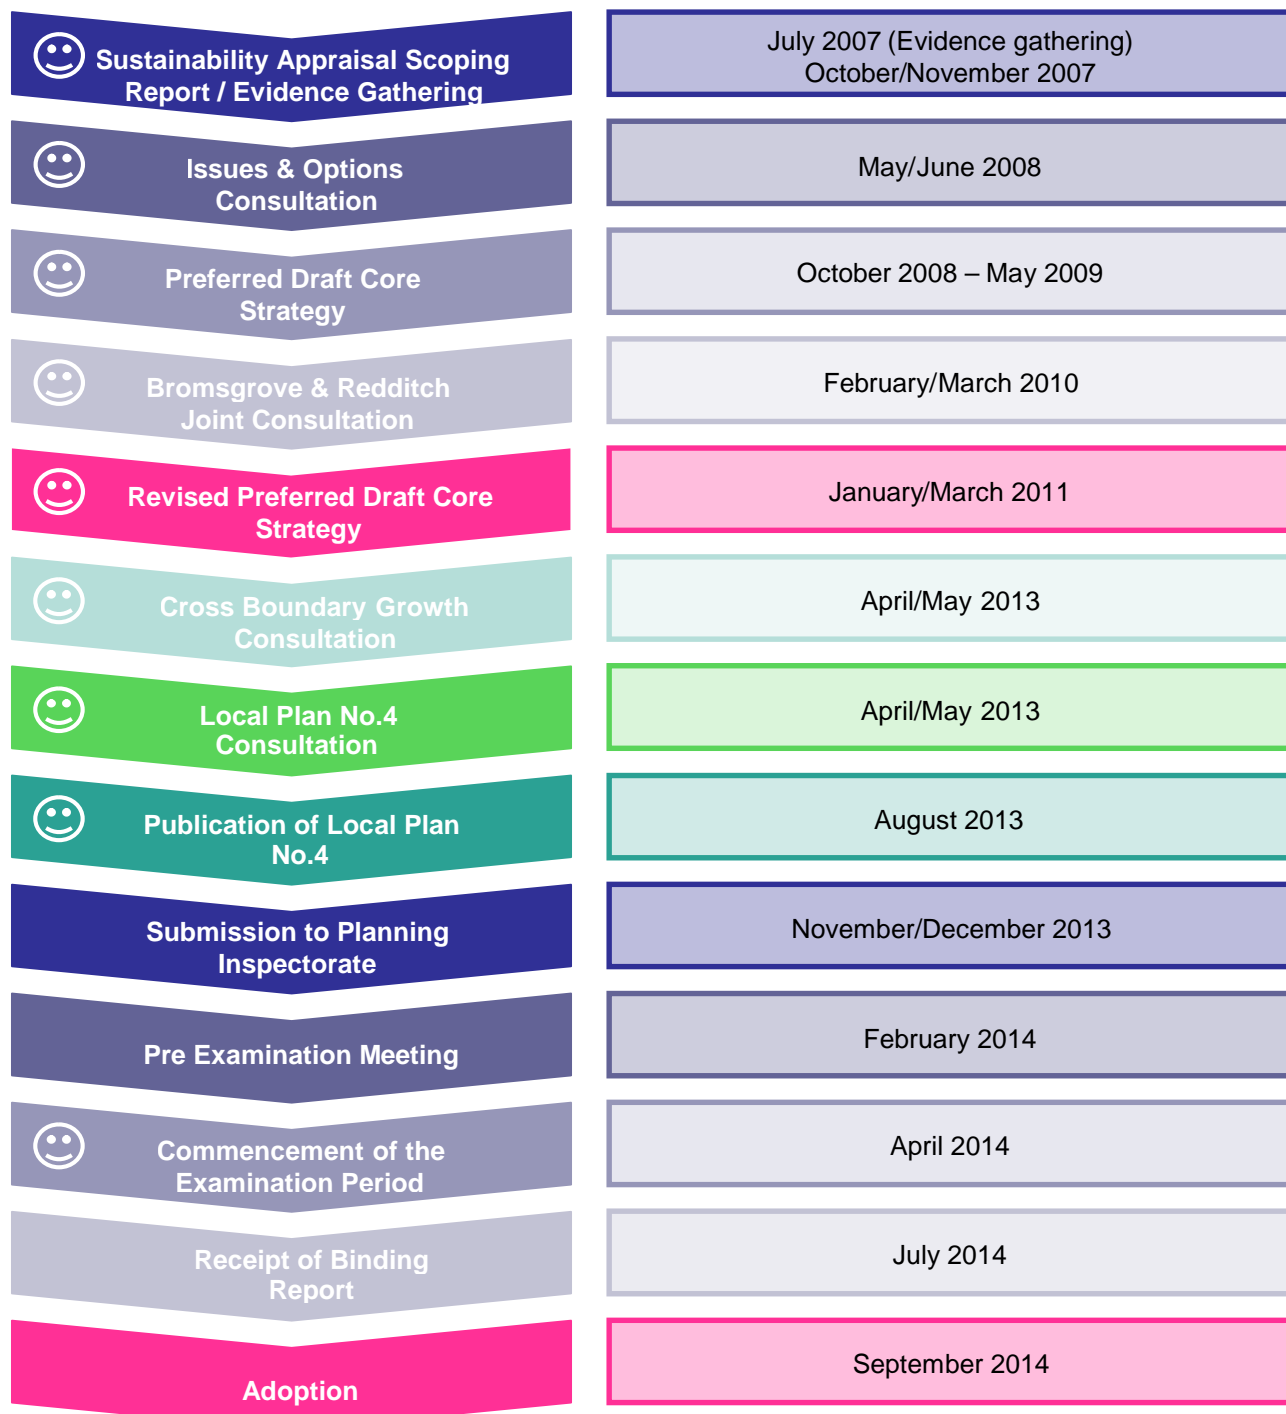 Sustainability Appraisal Scoping
Report / Evidence Gathering
July 2007 (Evidence gathering)
October/November 2007
Issues & Options
Consultation
May/June 2008
Preferred Draft Core
Strategy
October 2008 – May 2009
Bromsgrove & Redditch
Joint Consultation
February/March 2010
Revised Preferred Draft Core
Strategy
January/March 2011
Cross Boundary Growth
Consultation
April/May 2013
Local Plan No.4
Consultation
April/May 2013
Publication of Local Plan
No.4
August 2013
Submission to Planning
Inspectorate
November/December 2013
Pre Examination Meeting
February 2014
Commencement of the
Examination Period
April 2014
Receipt of Binding
Report
July 2014
Adoption
September 2014